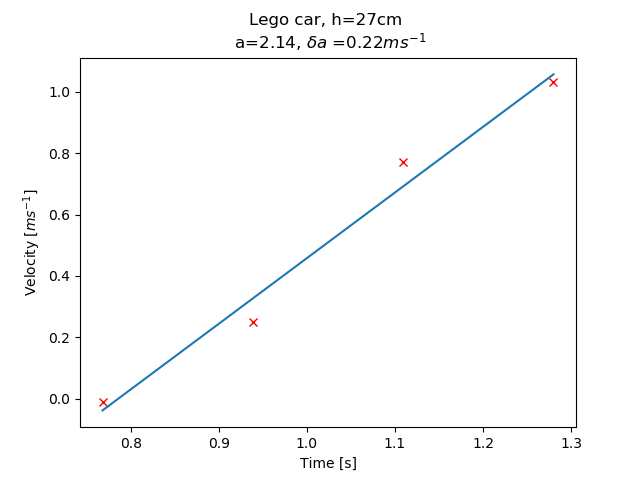 Lego car, h=27cm
a=2.14, δa =0.22ms⁻¹
1.0
0.8
0.6
0.4
0.2
0.0
Velocity [ms⁻¹]
0.8 0.9 1.0 1.1 1.2 1.3
Time [s]